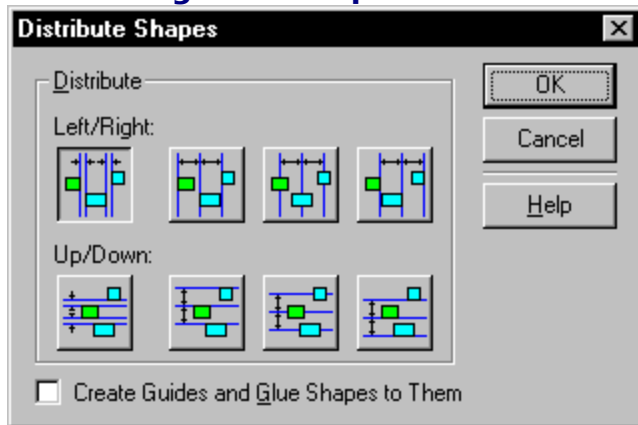 Distribute Shapes
Distribute
OK
Left/Right:
Cancel
Help
Up/Down:
Create Guides and Glue Shapes to Them